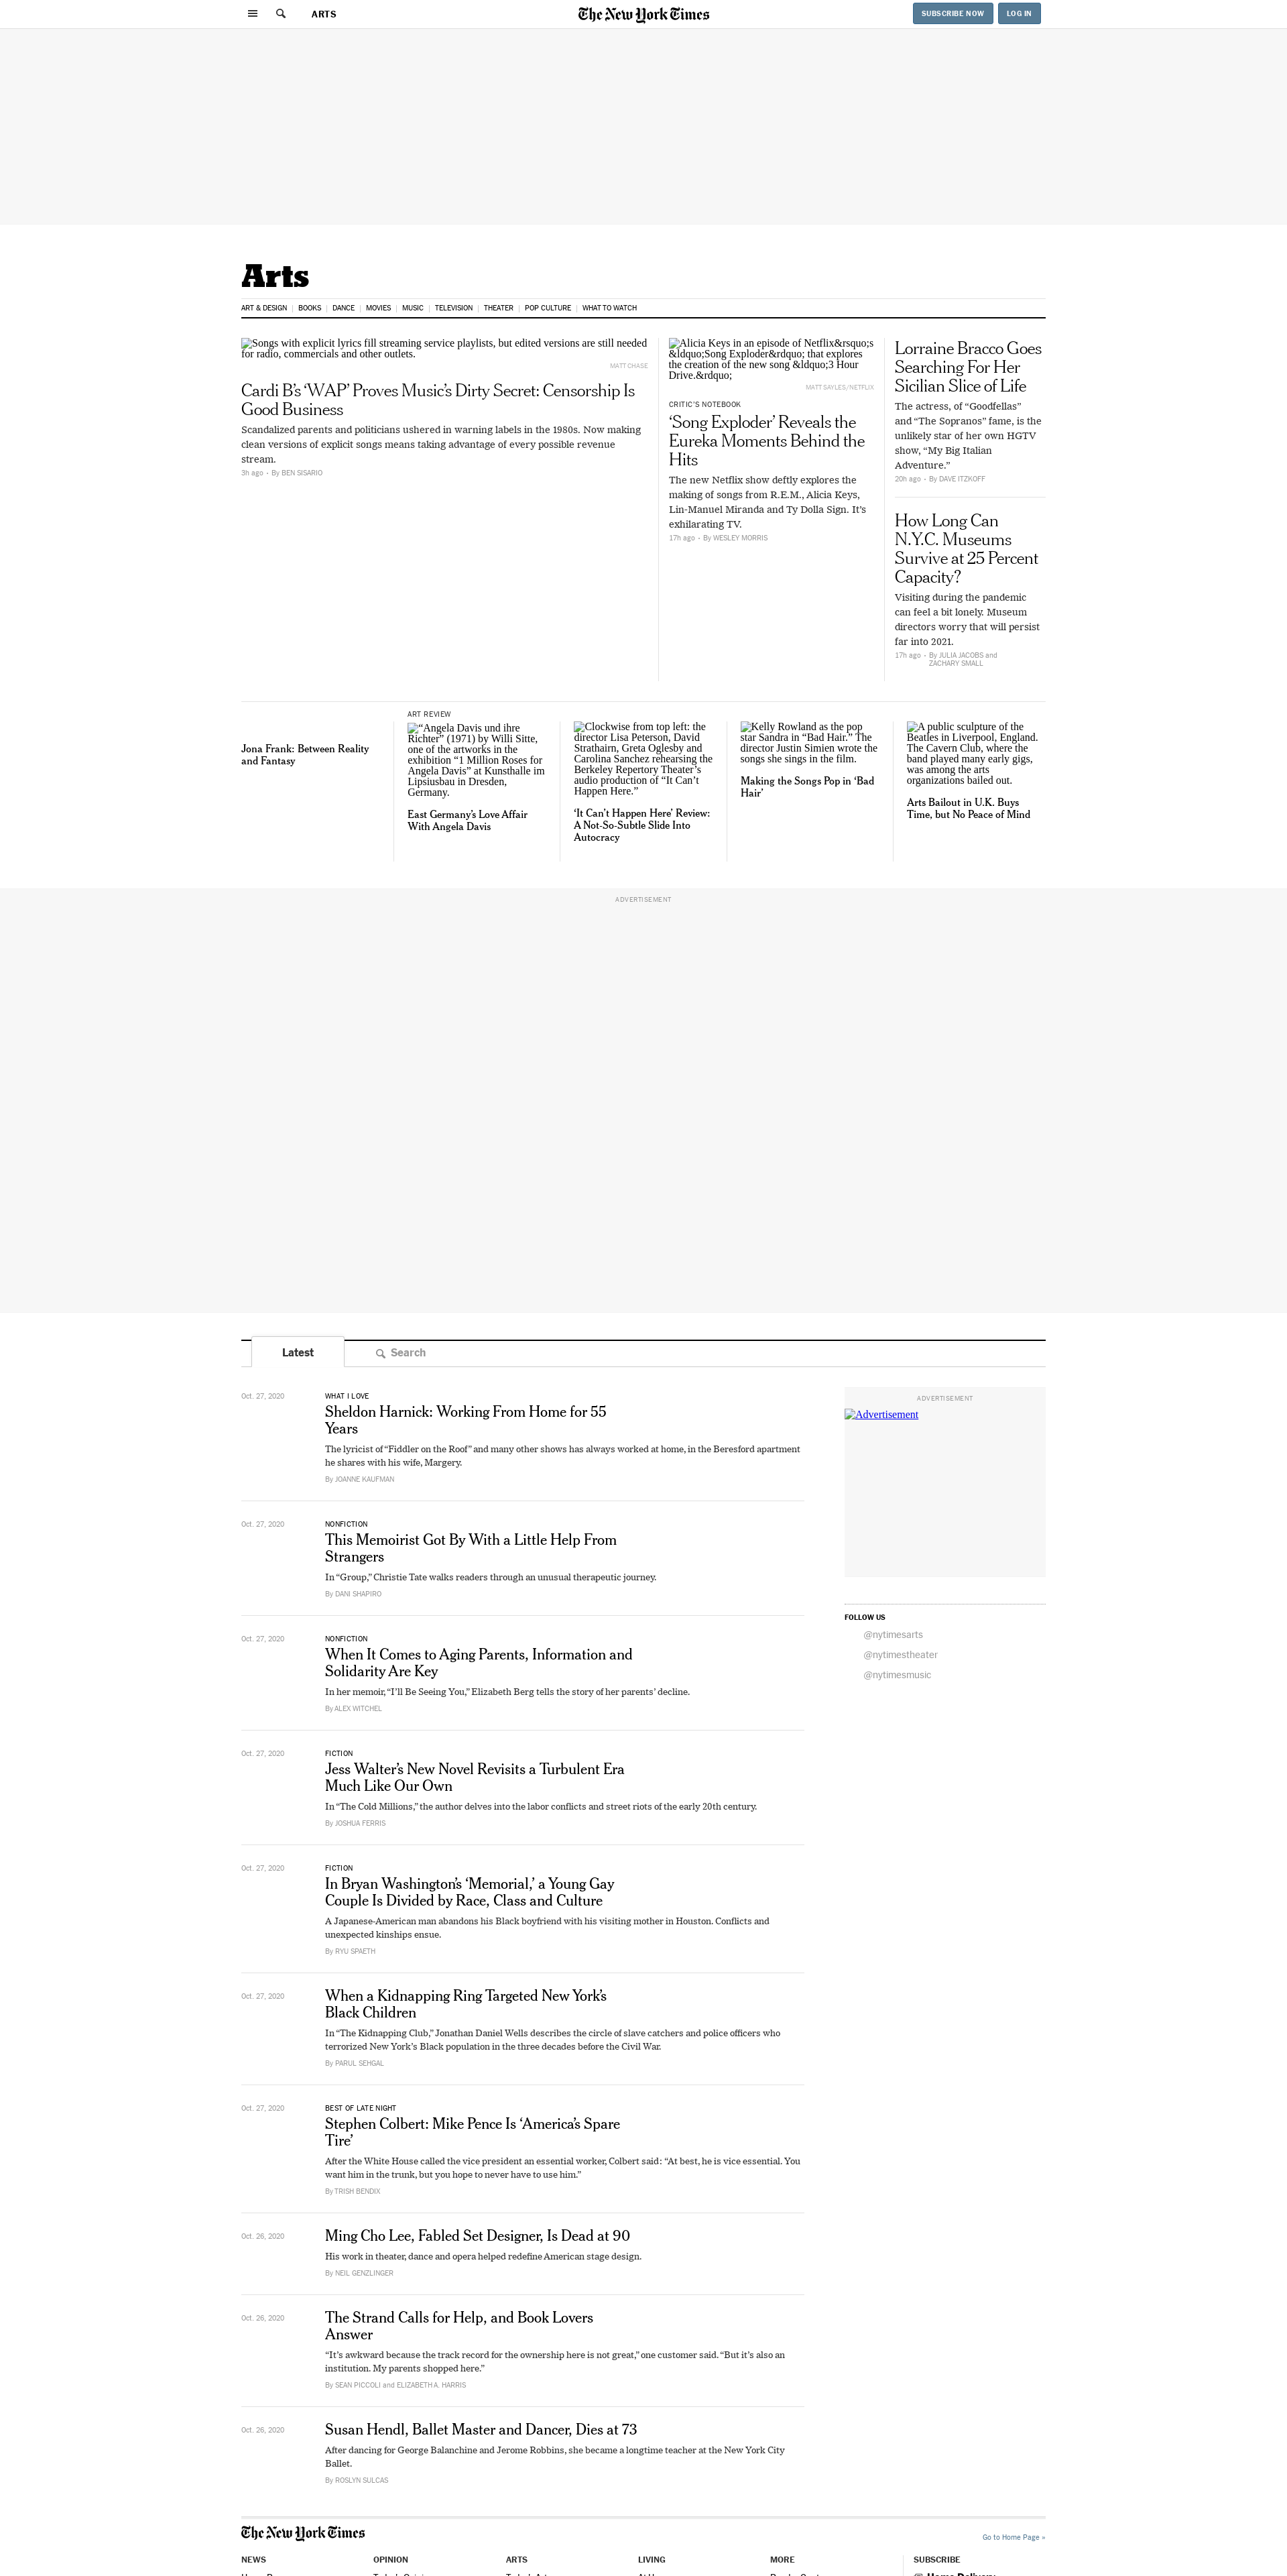 ARTS
The New York Times
SUBSCRIBE NOW
LOG IN
Arts
ART & DESIGN
BOOKS
DANCE
MOVIES
MUSIC
TELEVISION
THEATER
POP CULTURE
WHAT TO WATCH
Songs with explicit lyrics fill streaming service playlists, but edited versions are still needed
for radio, commercials and other outlets.
MATT CHASE
Cardi B’s ‘WAP’ Proves Music’s Dirty Secret: Censorship Is
Good Business
Scandalized parents and politicians ushered in warning labels in the 1980s. Now making
clean versions of explicit songs means taking advantage of every possible revenue
stream.
3h ago • By BEN SISARIO
Alicia Keys in an episode of Netflix&rsquo;s
&ldquo;Song Exploder&rdquo; that explores
the creation of the new song &ldquo;3 Hour
Drive.&rdquo;
MATT SAYLES/NETFLIX
CRITIC’S NOTEBOOK
‘Song Exploder’ Reveals the
Eureka Moments Behind the
Hits
The new Netflix show deftly explores the
making of songs from R.E.M., Alicia Keys,
Lin-Manuel Miranda and Ty Dolla Sign. It’s
exhilarating TV.
17h ago • By WESLEY MORRIS
Lorraine Bracco Goes
Searching For Her
Sicilian Slice of Life
The actress, of “Goodfellas”
and “The Sopranos” fame, is the
unlikely star of her own HGTV
show, “My Big Italian
Adventure.”
20h ago • By DAVE ITZKOFF
How Long Can
N.Y.C. Museums
Survive at 25 Percent
Capacity?
Visiting during the pandemic
can feel a bit lonely. Museum
directors worry that will persist
far into 2021.
17h ago • By JULIA JACOBS and
ZACHARY SMALL
Jona Frank: Between Reality
and Fantasy
ART REVIEW
“Angela Davis und ihre
Richter” (1971) by Willi Sitte,
one of the artworks in the
exhibition “1 Million Roses for
Angela Davis” at Kunsthalle im
Lipsiusbau in Dresden,
Germany.
East Germany’s Love Affair
With Angela Davis
Clockwise from top left: the
director Lisa Peterson, David
Strathairn, Greta Oglesby and
Carolina Sanchez rehearsing the
Berkeley Repertory Theater’s
audio production of “It Can’t
Happen Here.”
‘It Can’t Happen Here’ Review:
A Not-So-Subtle Slide Into
Autocracy
Kelly Rowland as the pop
star Sandra in “Bad Hair.” The
director Justin Simien wrote the
songs she sings in the film.
Making the Songs Pop in ‘Bad
Hair’
A public sculpture of the
Beatles in Liverpool, England.
The Cavern Club, where the
band played many early gigs,
was among the arts
organizations bailed out.
Arts Bailout in U.K. Buys
Time, but No Peace of Mind
ADVERTISEMENT
Latest
Search
Oct. 27, 2020
WHAT I LOVE
Sheldon Harnick: Working From Home for 55
Years
The lyricist of “Fiddler on the Roof” and many other shows has always worked at home, in the Beresford apartment
he shares with his wife, Margery.
By JOANNE KAUFMAN
Oct. 27, 2020
NONFICTION
This Memoirist Got By With a Little Help From
Strangers
In “Group,” Christie Tate walks readers through an unusual therapeutic journey.
By DANI SHAPIRO
Oct. 27, 2020
NONFICTION
When It Comes to Aging Parents, Information and
Solidarity Are Key
In her memoir, “I’ll Be Seeing You,” Elizabeth Berg tells the story of her parents’ decline.
By ALEX WITCHEL
Oct. 27, 2020
FICTION
Jess Walter’s New Novel Revisits a Turbulent Era
Much Like Our Own
In “The Cold Millions,” the author delves into the labor conflicts and street riots of the early 20th century.
By JOSHUA FERRIS
Oct. 27, 2020
FICTION
In Bryan Washington’s ‘Memorial,’ a Young Gay
Couple Is Divided by Race, Class and Culture
A Japanese-American man abandons his Black boyfriend with his visiting mother in Houston. Conflicts and
unexpected kinships ensue.
By RYU SPAETH
Oct. 27, 2020
When a Kidnapping Ring Targeted New York’s
Black Children
In “The Kidnapping Club,” Jonathan Daniel Wells describes the circle of slave catchers and police officers who
terrorized New York’s Black population in the three decades before the Civil War.
By PARUL SEHGAL
Oct. 27, 2020
BEST OF LATE NIGHT
Stephen Colbert: Mike Pence Is ‘America’s Spare
Tire’
After the White House called the vice president an essential worker, Colbert said: “At best, he is vice essential. You
want him in the trunk, but you hope to never have to use him.”
By TRISH BENDIX
Oct. 26, 2020
Ming Cho Lee, Fabled Set Designer, Is Dead at 90
His work in theater, dance and opera helped redefine American stage design.
By NEIL GENZLINGER
Oct. 26, 2020
The Strand Calls for Help, and Book Lovers
Answer
“It’s awkward because the track record for the ownership here is not great,” one customer said. “But it’s also an
institution. My parents shopped here.”
By SEAN PICCOLI and ELIZABETH A. HARRIS
Oct. 26, 2020
Susan Hendl, Ballet Master and Dancer, Dies at 73
After dancing for George Balanchine and Jerome Robbins, she became a longtime teacher at the New York City
Ballet.
By ROSLYN SULCAS
ADVERTISEMENT
Advertisement
FOLLOW US
@nytimesarts
@nytimestheater
@nytimesmusic
The New York Times
Go to Home Page »
NEWS
OPINION
ARTS
LIVING
MORE
SUBSCRIBE